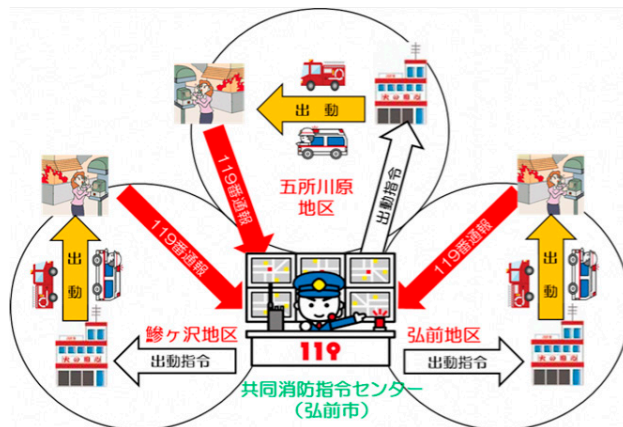 出動
119番通報
五所川原
地区
出動指令
119番通報
出動
鰺ヶ沢地区
出動指令
119番通報
出動
弘前地区
出動指令
119
共同消防指令センター
(弘前市)